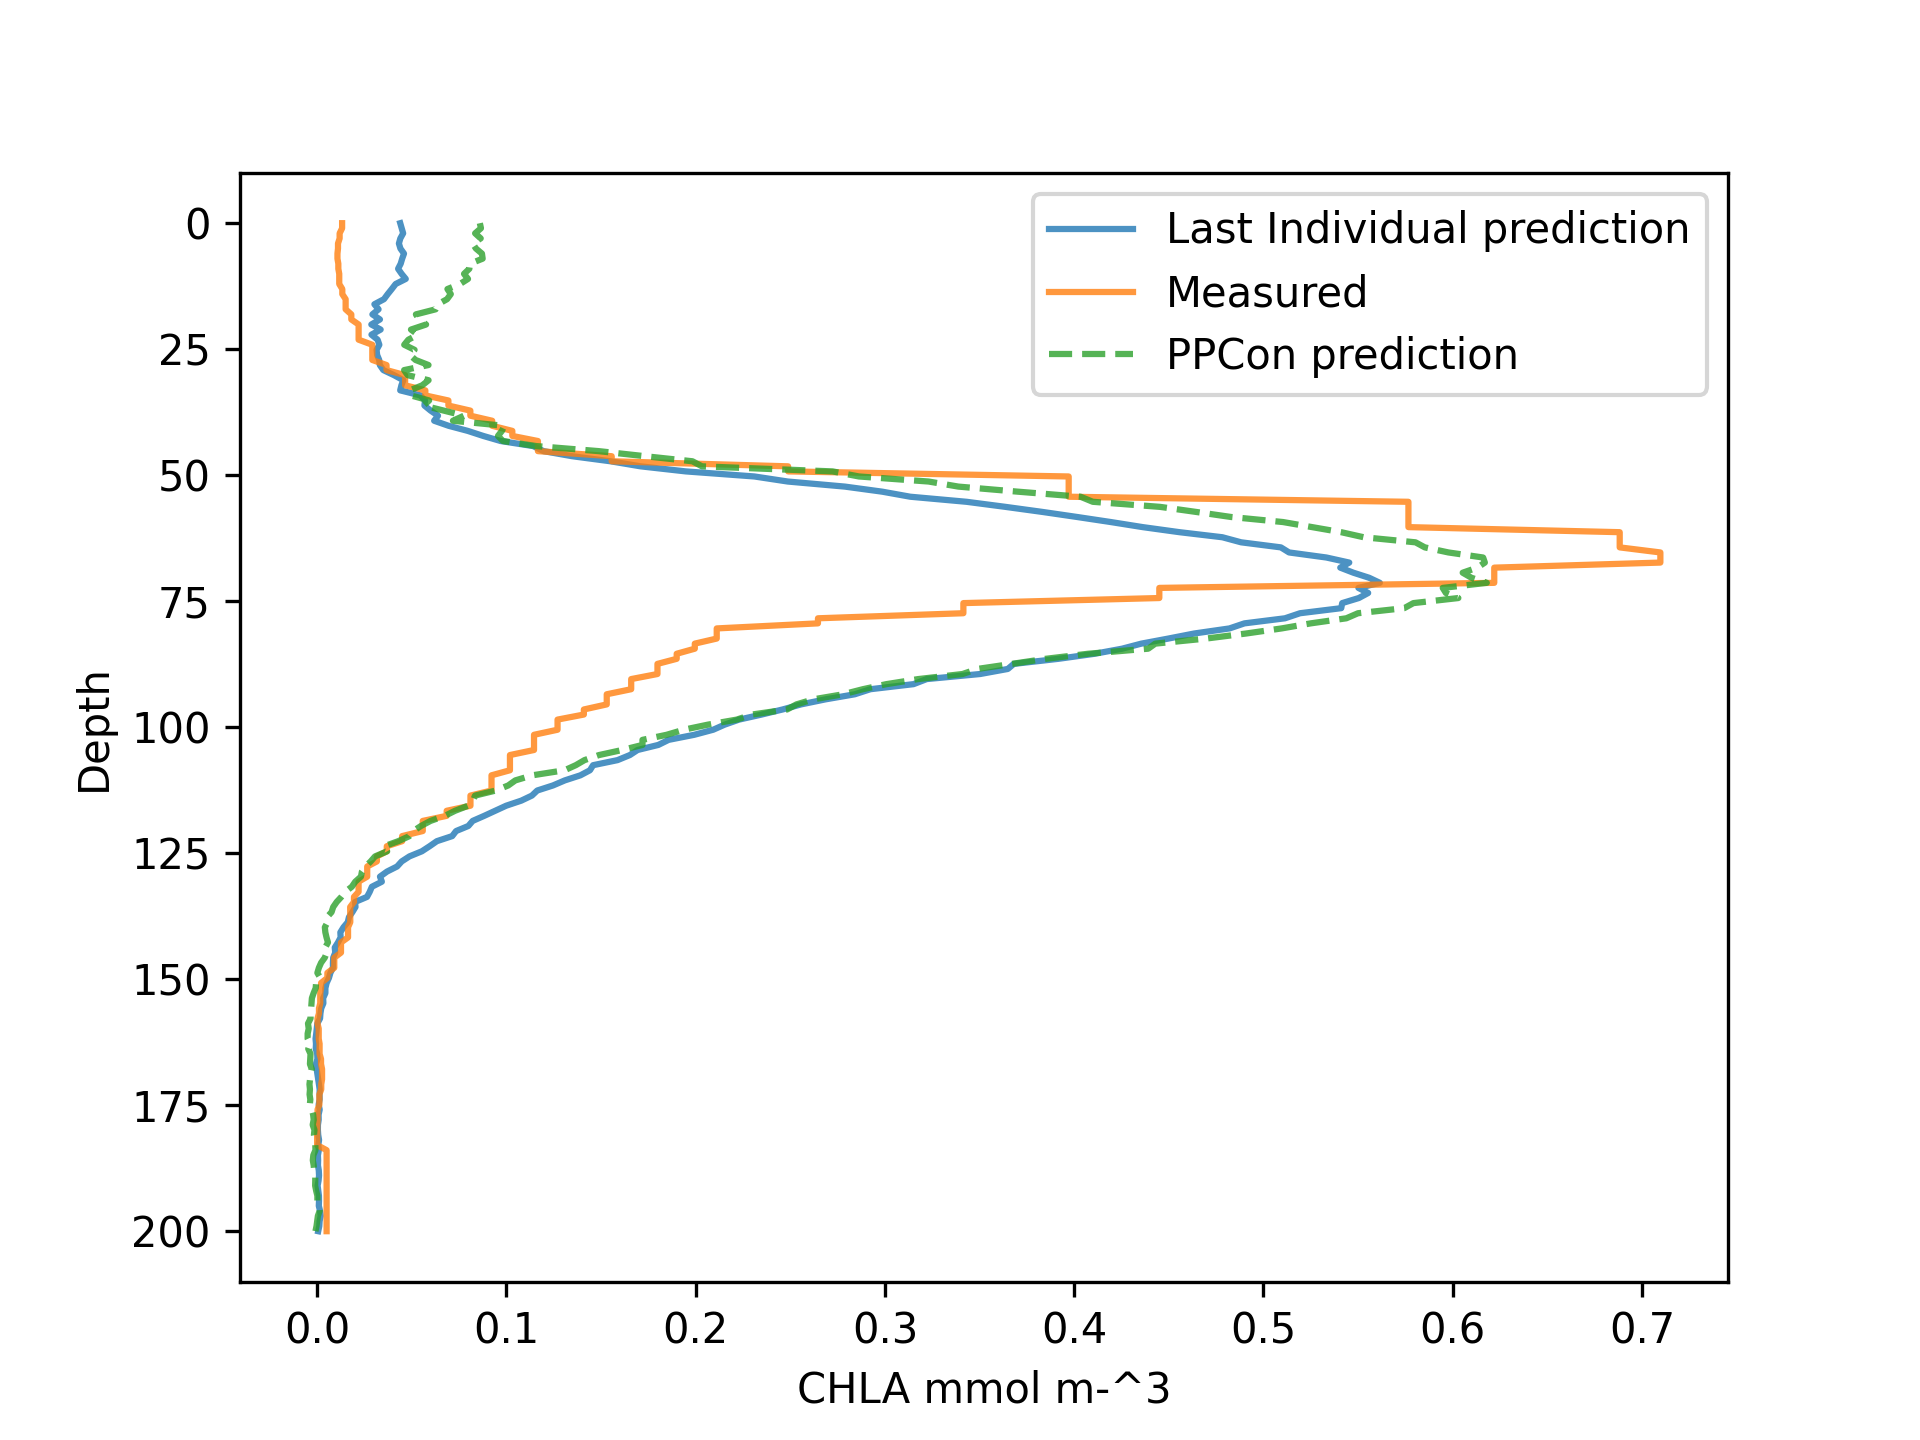 Last Individual prediction
Measured
PPCon prediction
0
25
50
75
100
125
150
175
200
Depth
0.0 0.1 0.2 0.3 0.4 0.5 0.6 0.7
CHLA mmol m-^3